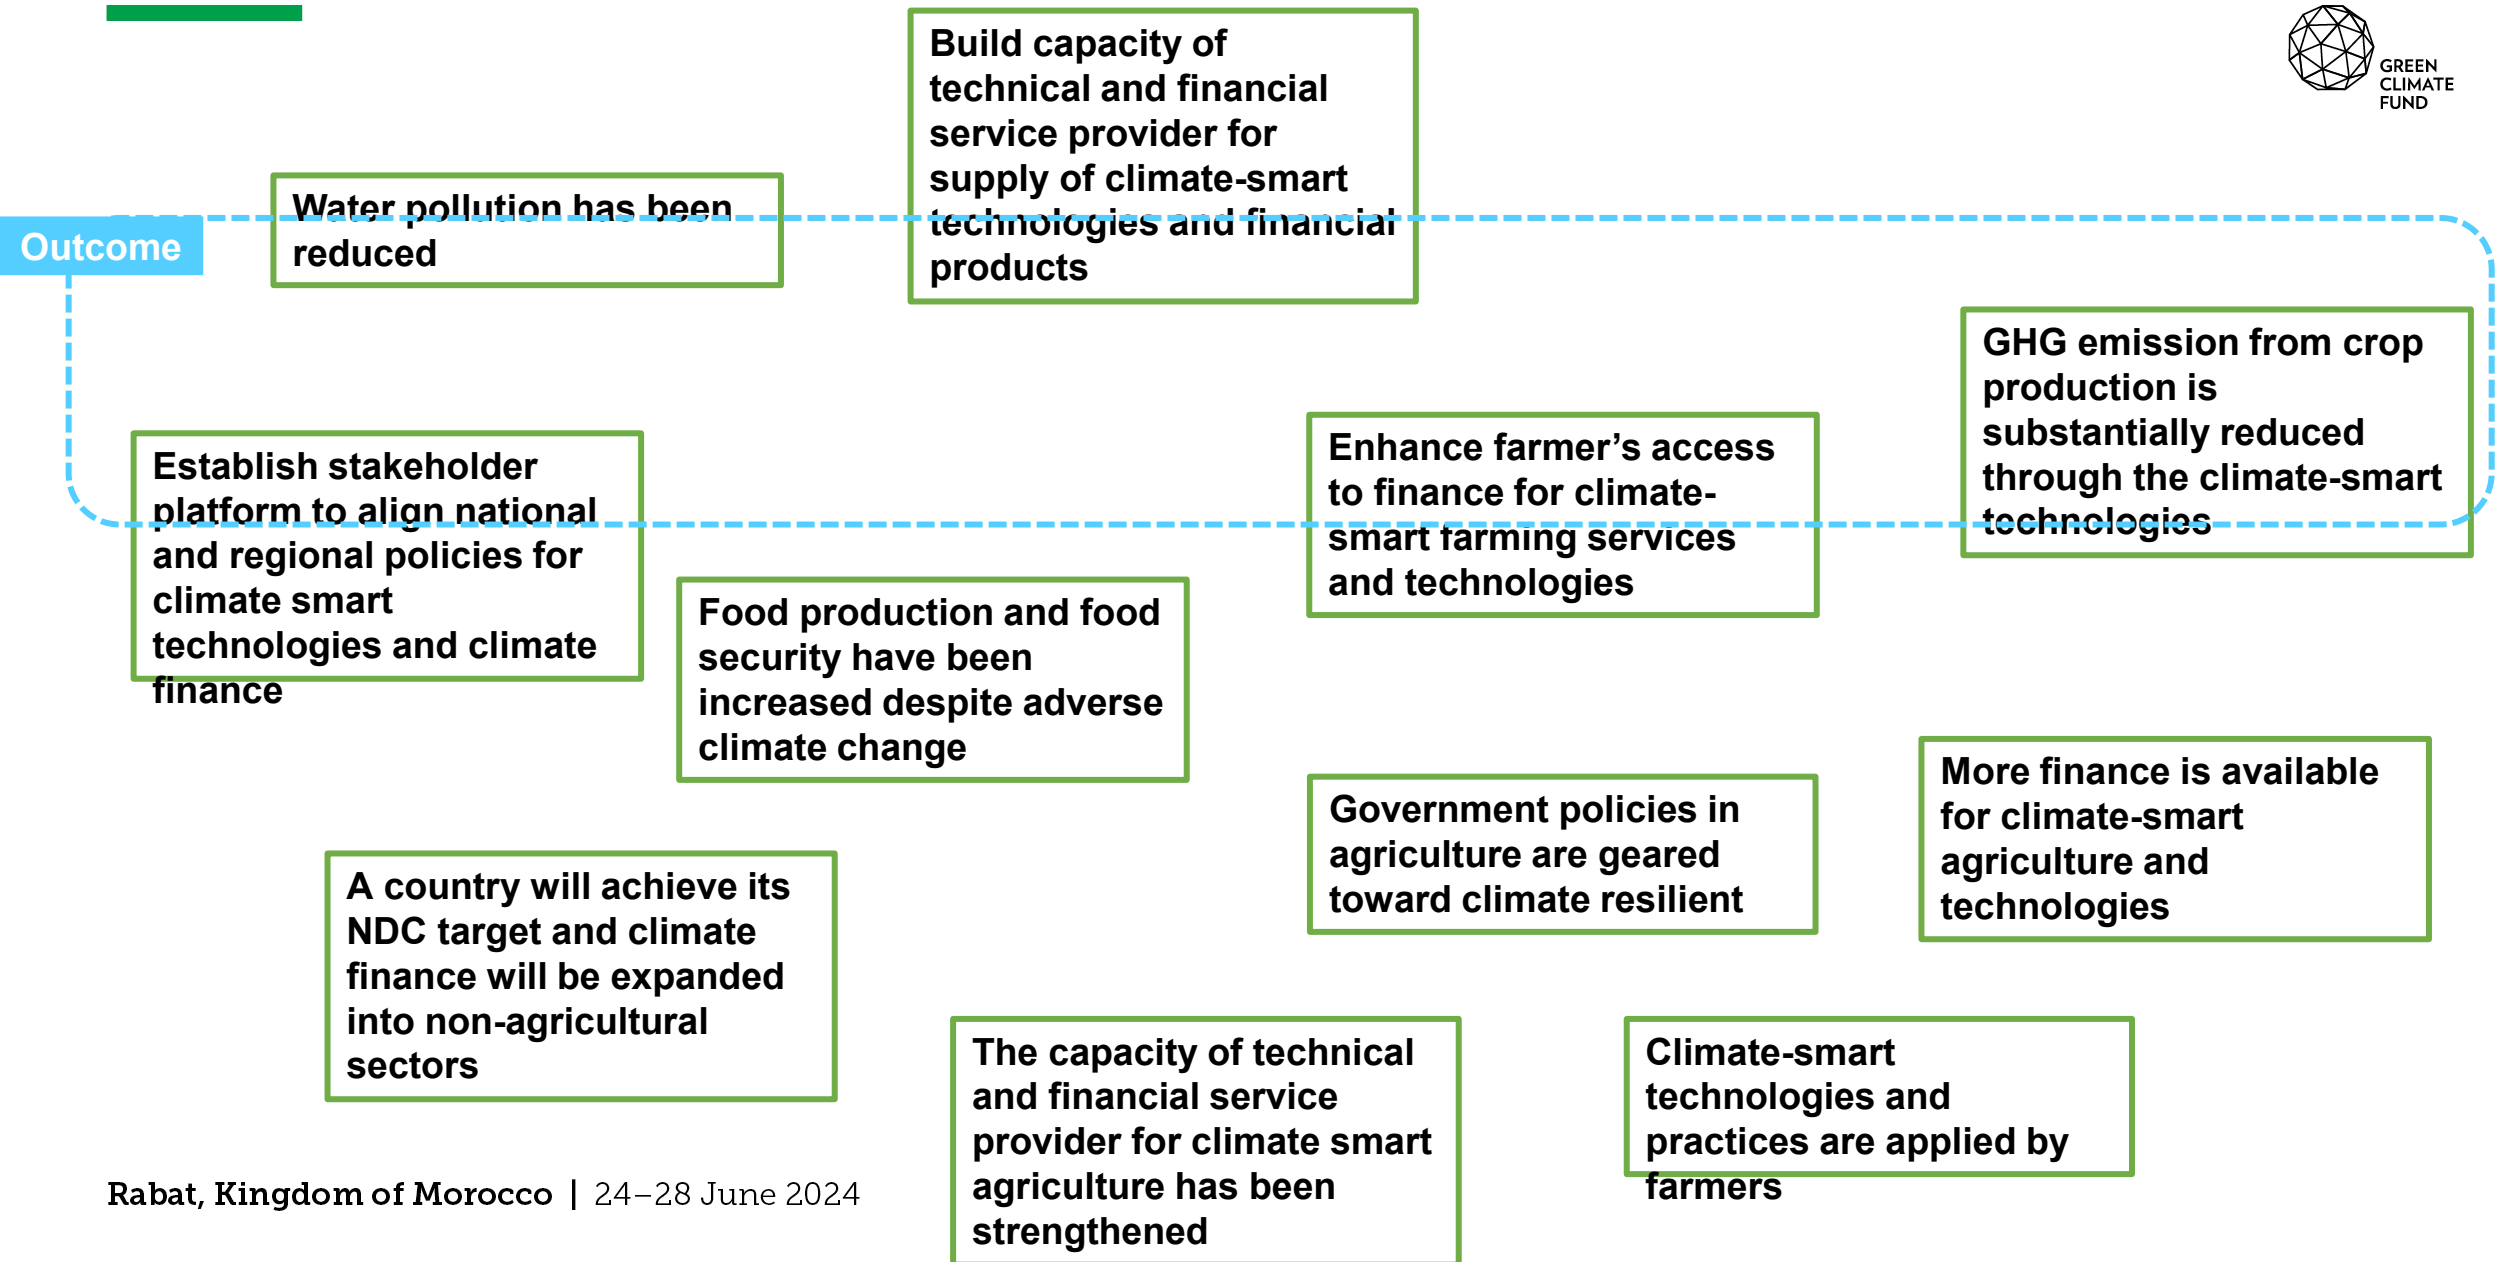 Build capacity of
technical and financial
service provider for
supply of climate-smart
technologies and financial
products
GREEN
CLIMATE
FUND
Water pollution has been
reduced
Outcome
GHG emission from crop
production is
substantially reduced
through the climate-smart
technologies
Enhance farmer’s access
to finance for climate-
smart farming services
and technologies
Establish stakeholder
platform to align national
and regional policies for
climate smart
technologies and climate
finance
Food production and food
security have been
increased despite adverse
climate change
More finance is available
for climate-smart
agriculture and
technologies
Government policies in
agriculture are geared
toward climate resilient
A country will achieve its
NDC target and climate
finance will be expanded
into non-agricultural
sectors
The capacity of technical
and financial service
provider for climate smart
agriculture has been
strengthened
Climate-smart
technologies and
practices are applied by
farmers
Rabat, Kingdom of Morocco | 24–28 June 2024